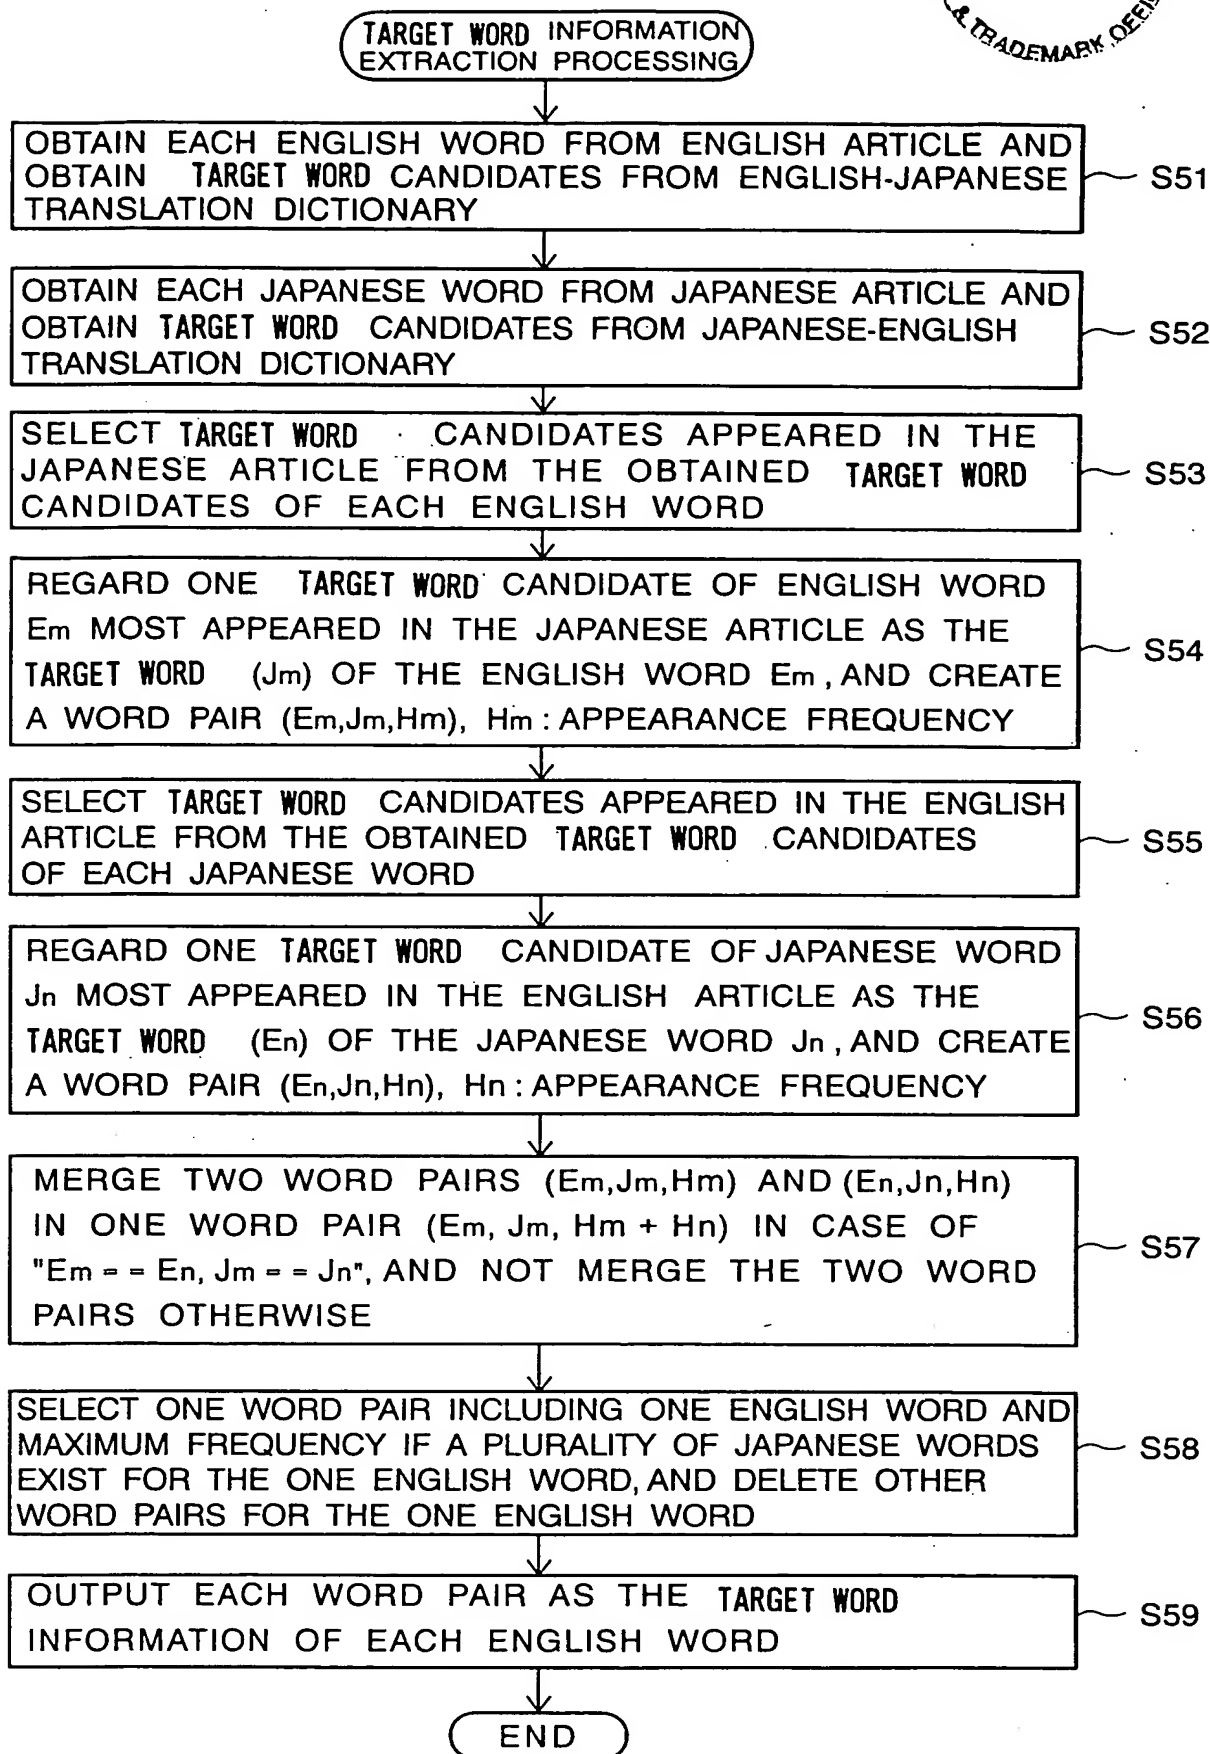 & TRADEMARK OFFI
TARGET WORD INFORMATION
EXTRACTION PROCESSING
OBTAIN EACH ENGLISH WORD FROM ENGLISH ARTICLE AND
OBTAIN TARGET WORD CANDIDATES FROM ENGLISH-JAPANESE
TRANSLATION DICTIONARY
S51
OBTAIN EACH JAPANESE WORD FROM JAPANESE ARTICLE AND
OBTAIN TARGET WORD CANDIDATES FROM JAPANESE-ENGLISH
TRANSLATION DICTIONARY
S52
SELECT TARGET WORD CANDIDATES APPEARED IN THE
JAPANESE ARTICLE FROM THE OBTAINED TARGET WORD
CANDIDATES OF EACH ENGLISH WORD
S53
REGARD ONE TARGET WORD CANDIDATE OF ENGLISH WORD
Em MOST APPEARED IN THE JAPANESE ARTICLE AS THE
TARGET WORD (Jm) OF THE ENGLISH WORD Em, AND CREATE
A WORD PAIR (Em,Jm,Hm), Hm : APPEARANCE FREQUENCY
S54
SELECT TARGET WORD CANDIDATES APPEARED IN THE ENGLISH
ARTICLE FROM THE OBTAINED TARGET WORD CANDIDATES
OF EACH JAPANESE WORD
S55
REGARD ONE TARGET WORD CANDIDATE OF JAPANESE WORD
Jn MOST APPEARED IN THE ENGLISH ARTICLE AS THE
TARGET WORD (En) OF THE JAPANESE WORD Jn, AND CREATE
A WORD PAIR (En,Jn,Hn), Hn : APPEARANCE FREQUENCY
S56
MERGE TWO WORD PAIRS (Em,Jm,Hm) AND (En,Jn,Hn)
IN ONE WORD PAIR (Em, Jm, Hm + Hn) IN CASE OF
"Em = = En, Jm = = Jn", AND NOT MERGE THE TWO WORD
PAIRS OTHERWISE
S57
SELECT ONE WORD PAIR INCLUDING ONE ENGLISH WORD AND
MAXIMUM FREQUENCY IF A PLURALITY OF JAPANESE WORDS
EXIST FOR THE ONE ENGLISH WORD, AND DELETE OTHER
WORD PAIRS FOR THE ONE ENGLISH WORD
S58
OUTPUT EACH WORD PAIR AS THE TARGET WORD
INFORMATION OF EACH ENGLISH WORD
S59
END